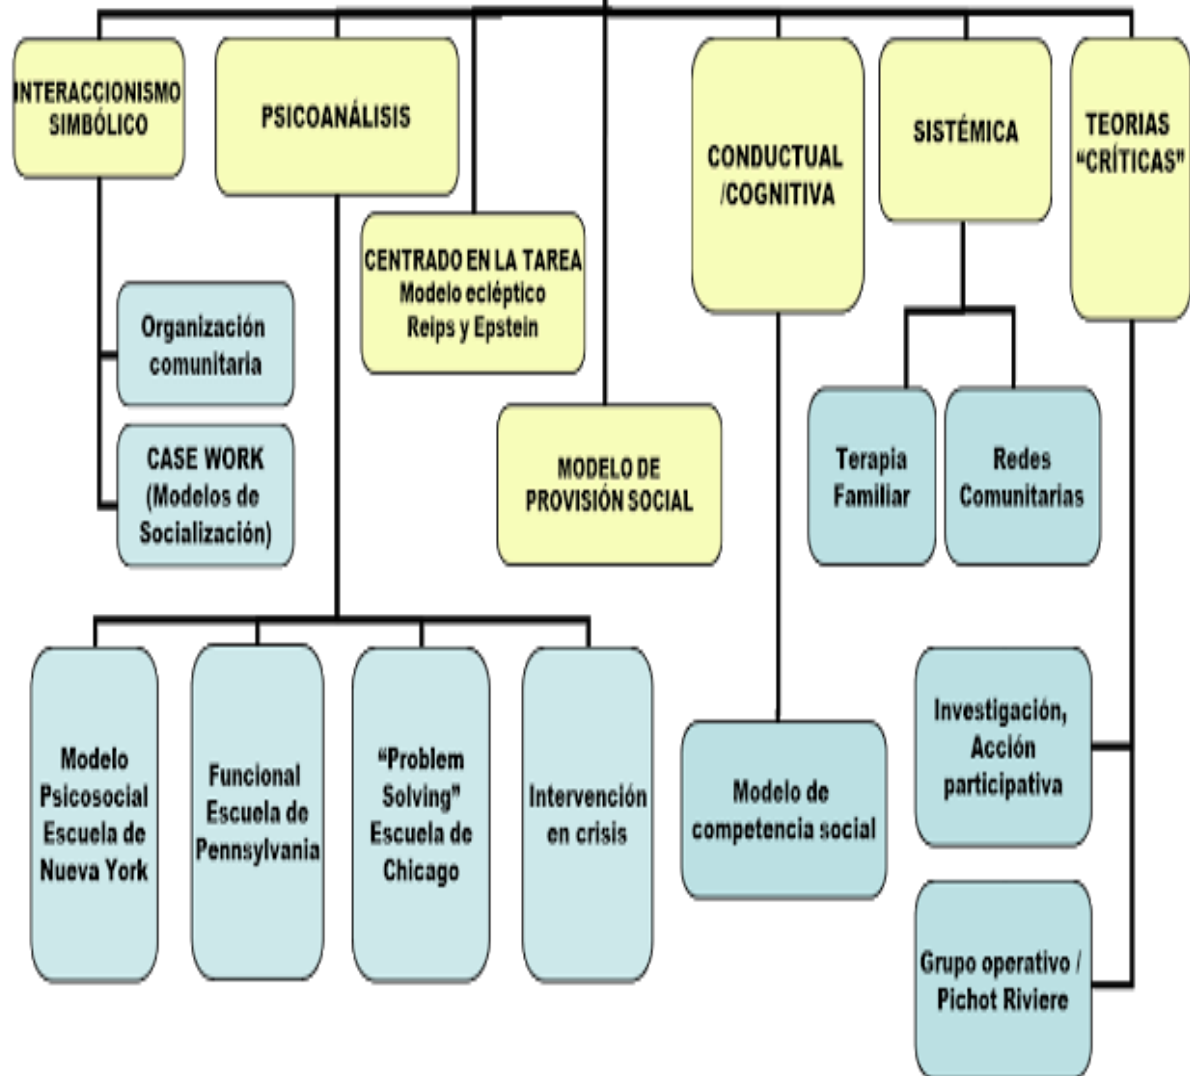 INTERACCIONISMO
SIMBÓLICO
PSICOANÁLISIS
CENTRADO EN LA TAREA
Modelo ecléptico
Reips y Epstein
MODELO DE
PROVISIÓN SOCIAL
CONDUCTUAL
/COGNITIVA
SISTÉMICA
TEORIAS
“CRÍTICAS”
Organización
comunitaria
CASE WORK
(Modelos de
Socialización)
Terapia
Familiar
Redes
Comunitarias
Modelo
Psicosocial
Escuela de
Nueva York
Funcional
Escuela de
Pennsylvania
“Problem
Solving”
Escuela de
Chicago
Intervención
en crisis
Modelo de
competencia social
Investigación,
Acción
participativa
Grupo operativo /
Pichot Riviere